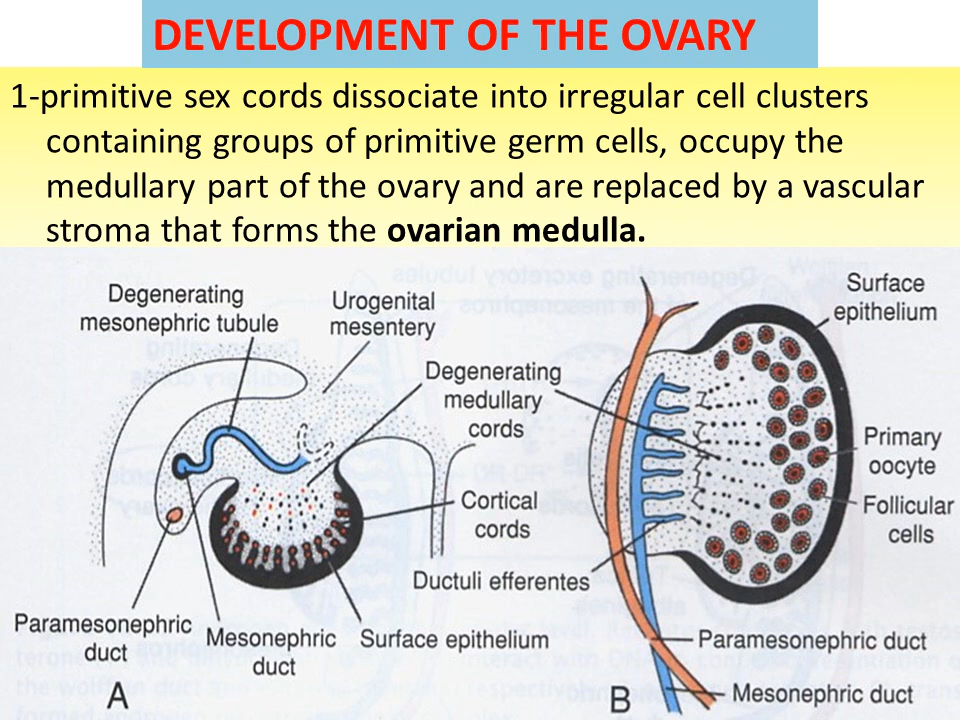 DEVELOPMENT OF THE OVARY
1-primitive sex cords dissociate into irregular cell clusters
containing groups of primitive germ cells, occupy the
medullary part of the ovary and are replaced by a vascular
stroma that forms the ovarian medulla.
Degenerating
mesonephric tubule
Urogenital
mesentery
Degenerating
medullary
cords
Cortical
cords
Ductuli efferentes
Paramesonephric
duct
Mesonephric
duct
Surface epithelium
A
Surface
epithelium
Primary
oocyte
Follicular
cells
Paramesonephric duct
Mesonephric duct
B